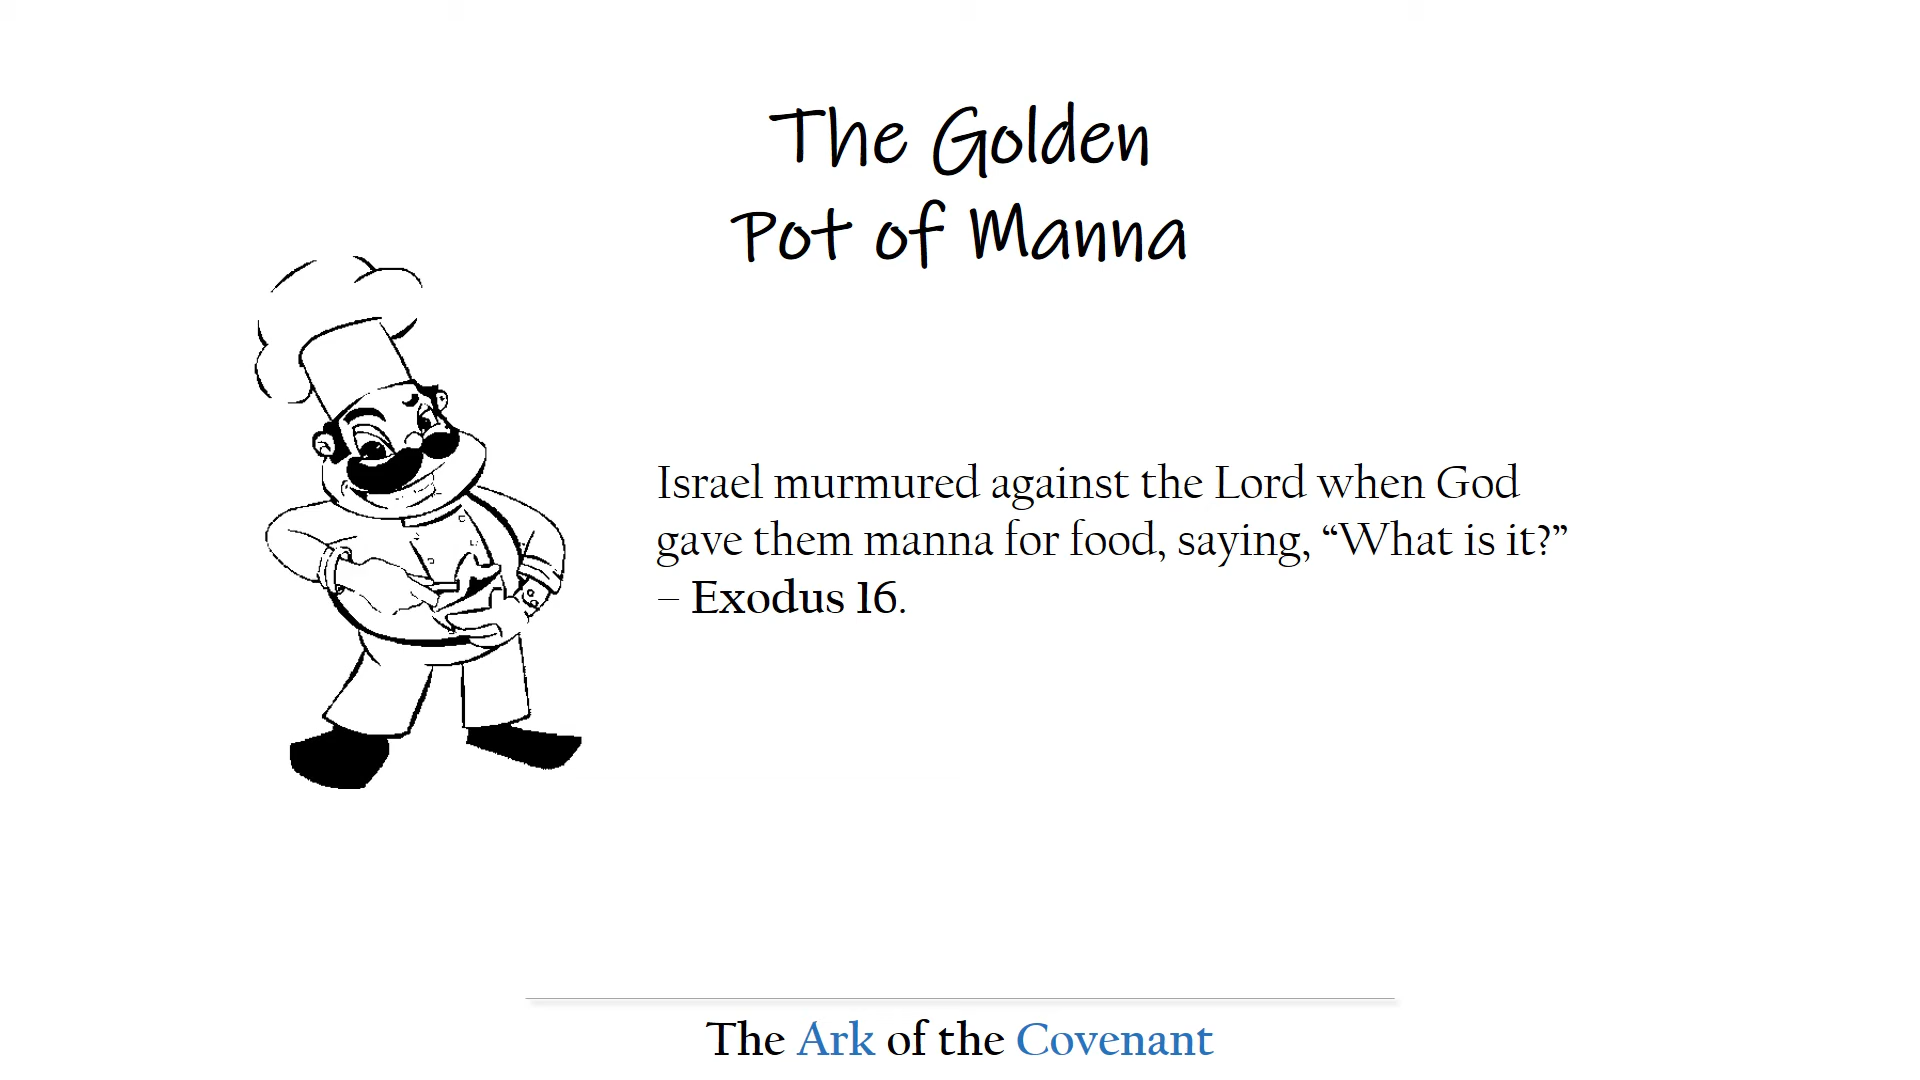 The Golden
Pot of Manna
Israel murmured against the Lord when God
gave them manna for food, saying, “What is it?”
– Exodus 16.
The Ark of the Covenant